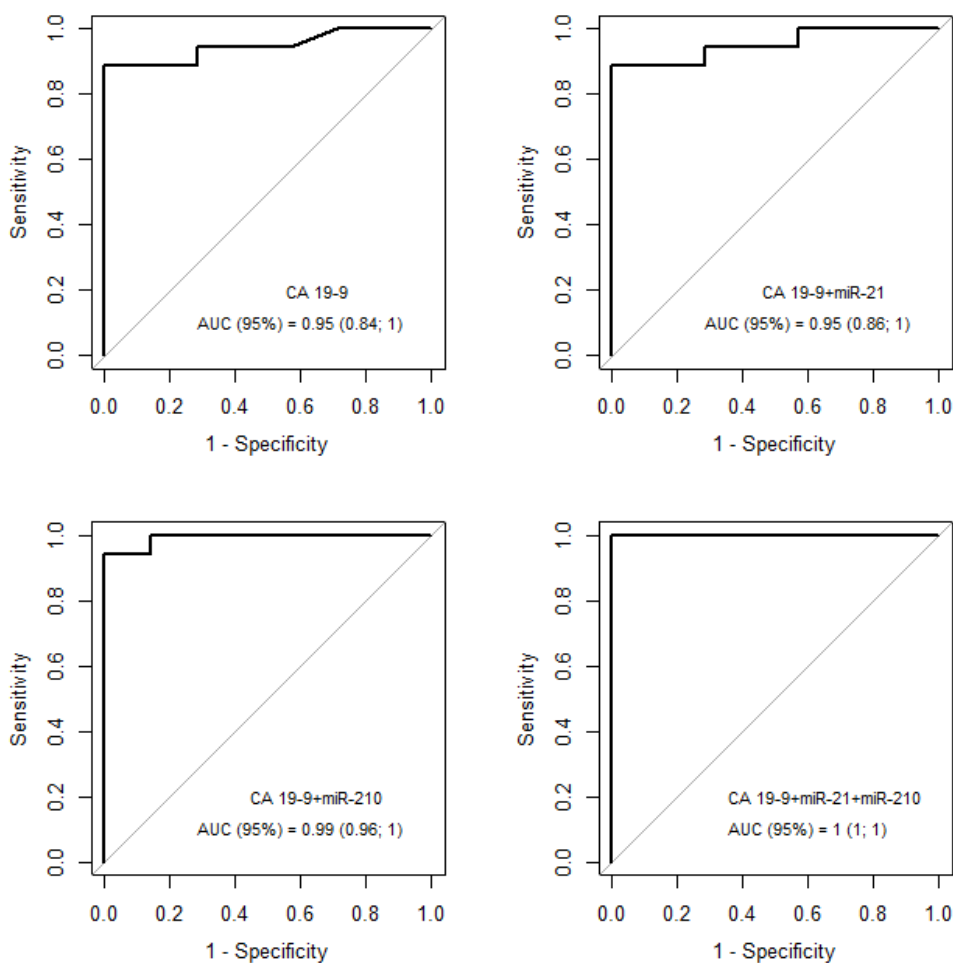 1.0
0.8
0.6
0.4
0.2
0.0
Sensitivity
CA 19-9
AUC (95%) = 0.95 (0.84; 1)
0.0 0.2 0.4 0.6 0.8 1.0
1 - Specificity
1.0
0.8
0.6
0.4
0.2
0.0
Sensitivity
CA 19-9+miR-21
AUC (95%) = 0.95 (0.86; 1)
0.0 0.2 0.4 0.6 0.8 1.0
1 - Specificity
1.0
0.8
0.6
0.4
0.2
0.0
Sensitivity
CA 19-9+miR-210
AUC (95%) = 0.99 (0.96; 1)
0.0 0.2 0.4 0.6 0.8 1.0
1 - Specificity
1.0
0.8
0.6
0.4
0.2
0.0
Sensitivity
CA 19-9+miR-21+miR-210
AUC (95%) = 1 (1; 1)
0.0 0.2 0.4 0.6 0.8 1.0
1 - Specificity